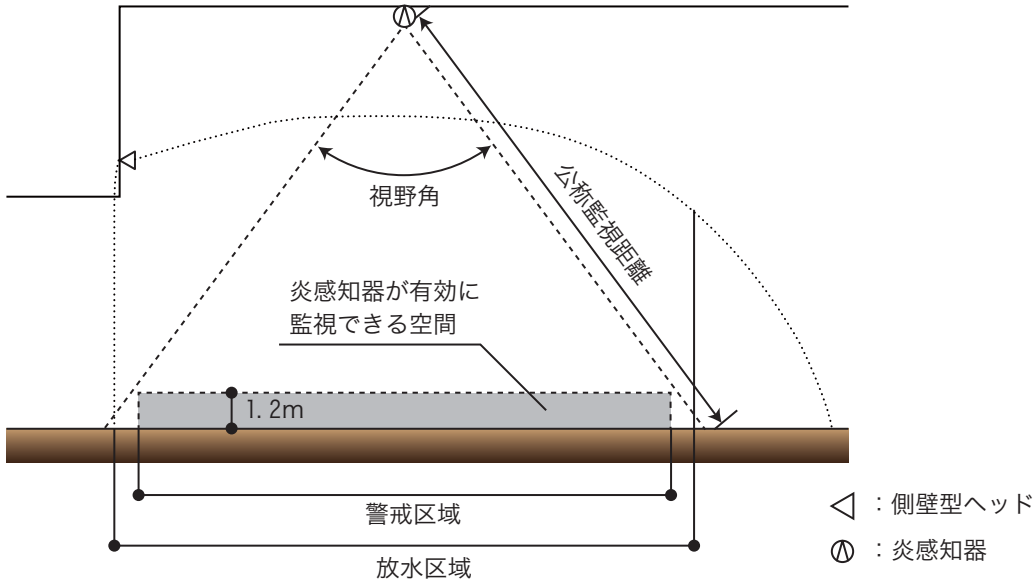 視野角
公称監視距離
炎感知器が有効に
監視できる空間
1. 2m
警戒区域
放水区域
：側壁型ヘッド
：炎感知器